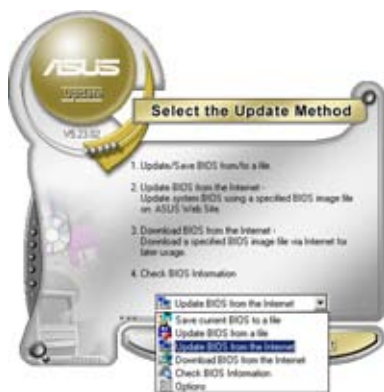 ASUS
Update
V5.23.02
Select the Update Method
1. Update/Save BIOS from/to a file
2. Update BIOS from the Internet -
Update system BIOS using a specified BIOS image file
on ASUS Web Site.
3. Download BIOS from the Internet -
Download a specified BIOS image file via Internet for
later usage.
4. Check BIOS Information
Update BIOS from the Internet
Save current BIOS to a file
Update BIOS from a file
Update BIOS from the Internet
Download BIOS from the Internet
Check BIOS Information
Options